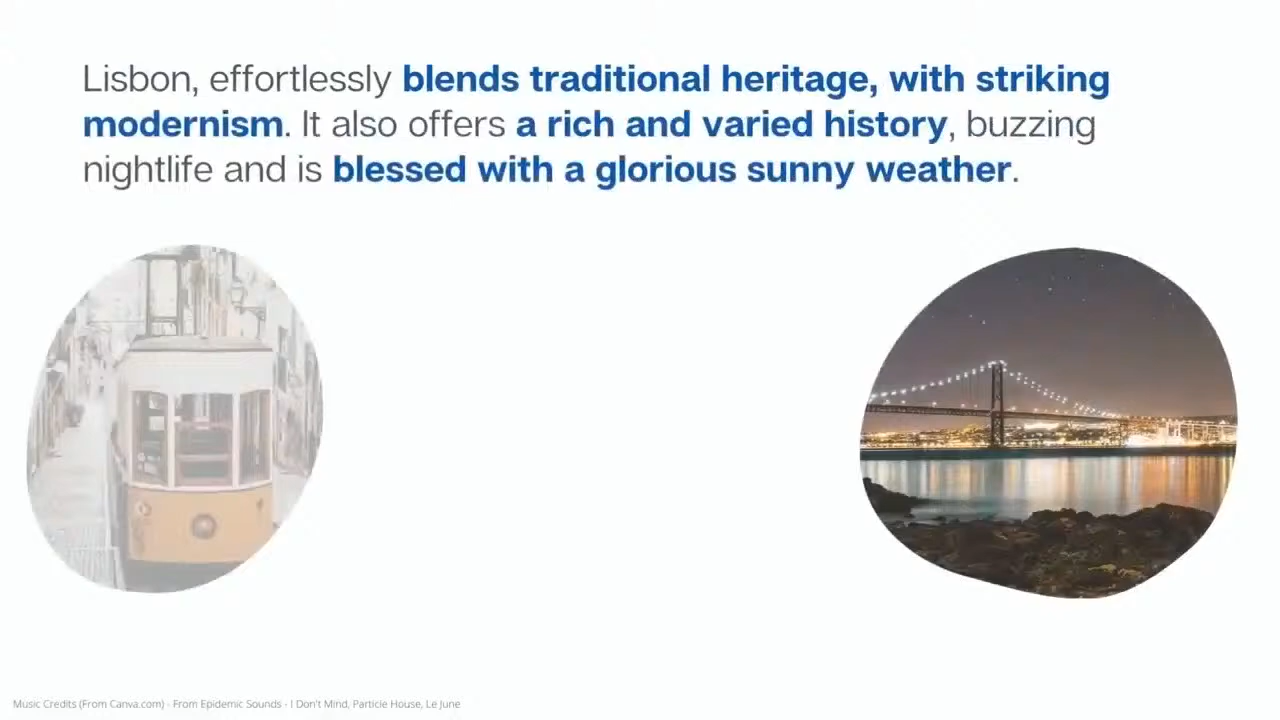 Lisbon, effortlessly blends traditional heritage, with striking
modernism. It also offers a rich and varied history, buzzing
nightlife and is blessed with a glorious sunny weather.
Music Credits (From Canva.com) - From Epidemic Sounds - I Don't Mind, Particle House, Le June